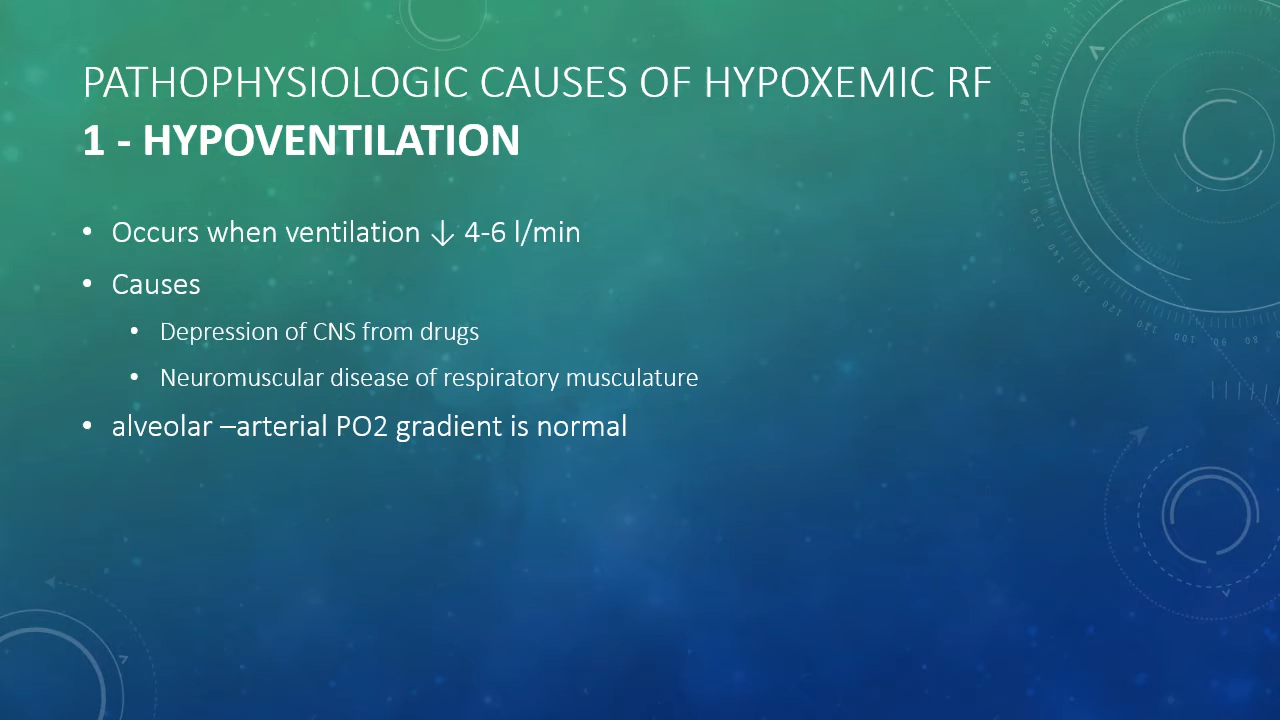 PATHOPHYSIOLOGIC CAUSES OF HYPOXEMIC RF
1 - HYPOVENTILATION
• Occurs when ventilation ↓ 4-6 l/min
• Causes
• Depression of CNS from drugs
• Neuromuscular disease of respiratory musculature
• alveolar –arterial PO2 gradient is normal